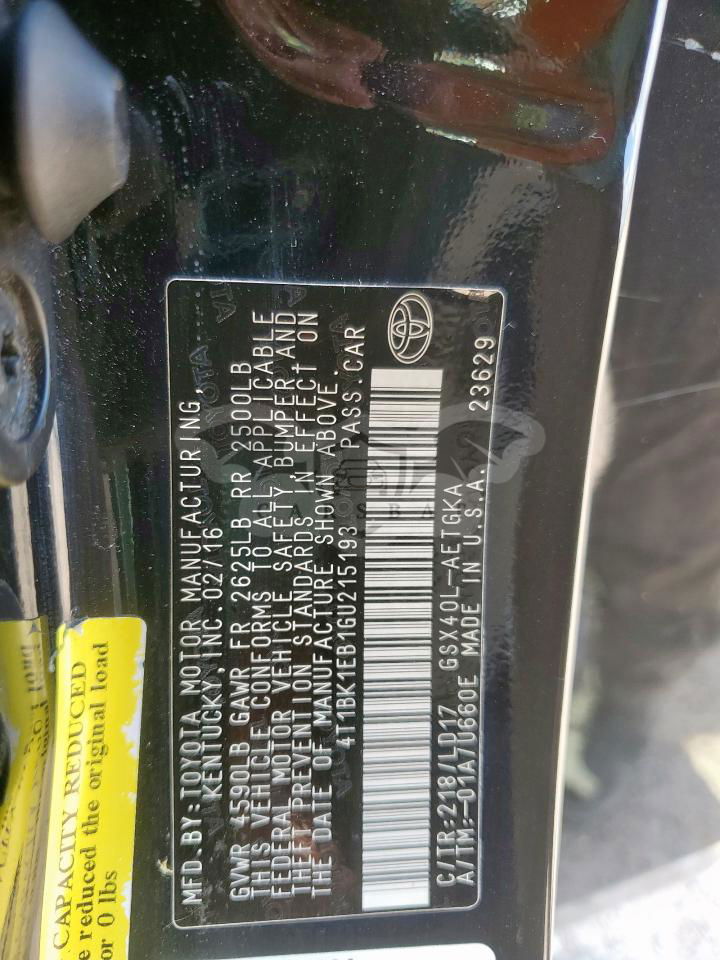 MFD.BY:TOYOTA MOTOR MANUFACTURING,
KENTUCKY,INC.02/16
GVWR 4590LB GAWR FR 2625LB RR 2500LB
THIS VEHICLE CONFORMS TO ALL APPLICABLE
FEDERAL MOTOR VEHICLE SAFETY,BUMPER AND
THEFT PREVENTION STANDARDS IN EFFECT ON
THE DATE OF MANUFACTURE SHOWN ABOVE.
4T1BK1EB1GU215193 PASS.CAR
C/TR:218/LD17 GSX40L-AETGKA
A/TM:-01A/U660E MADE IN U.S.A. 23629
CAPACITY REDUCED
e reduced the original load
or 0 lbs